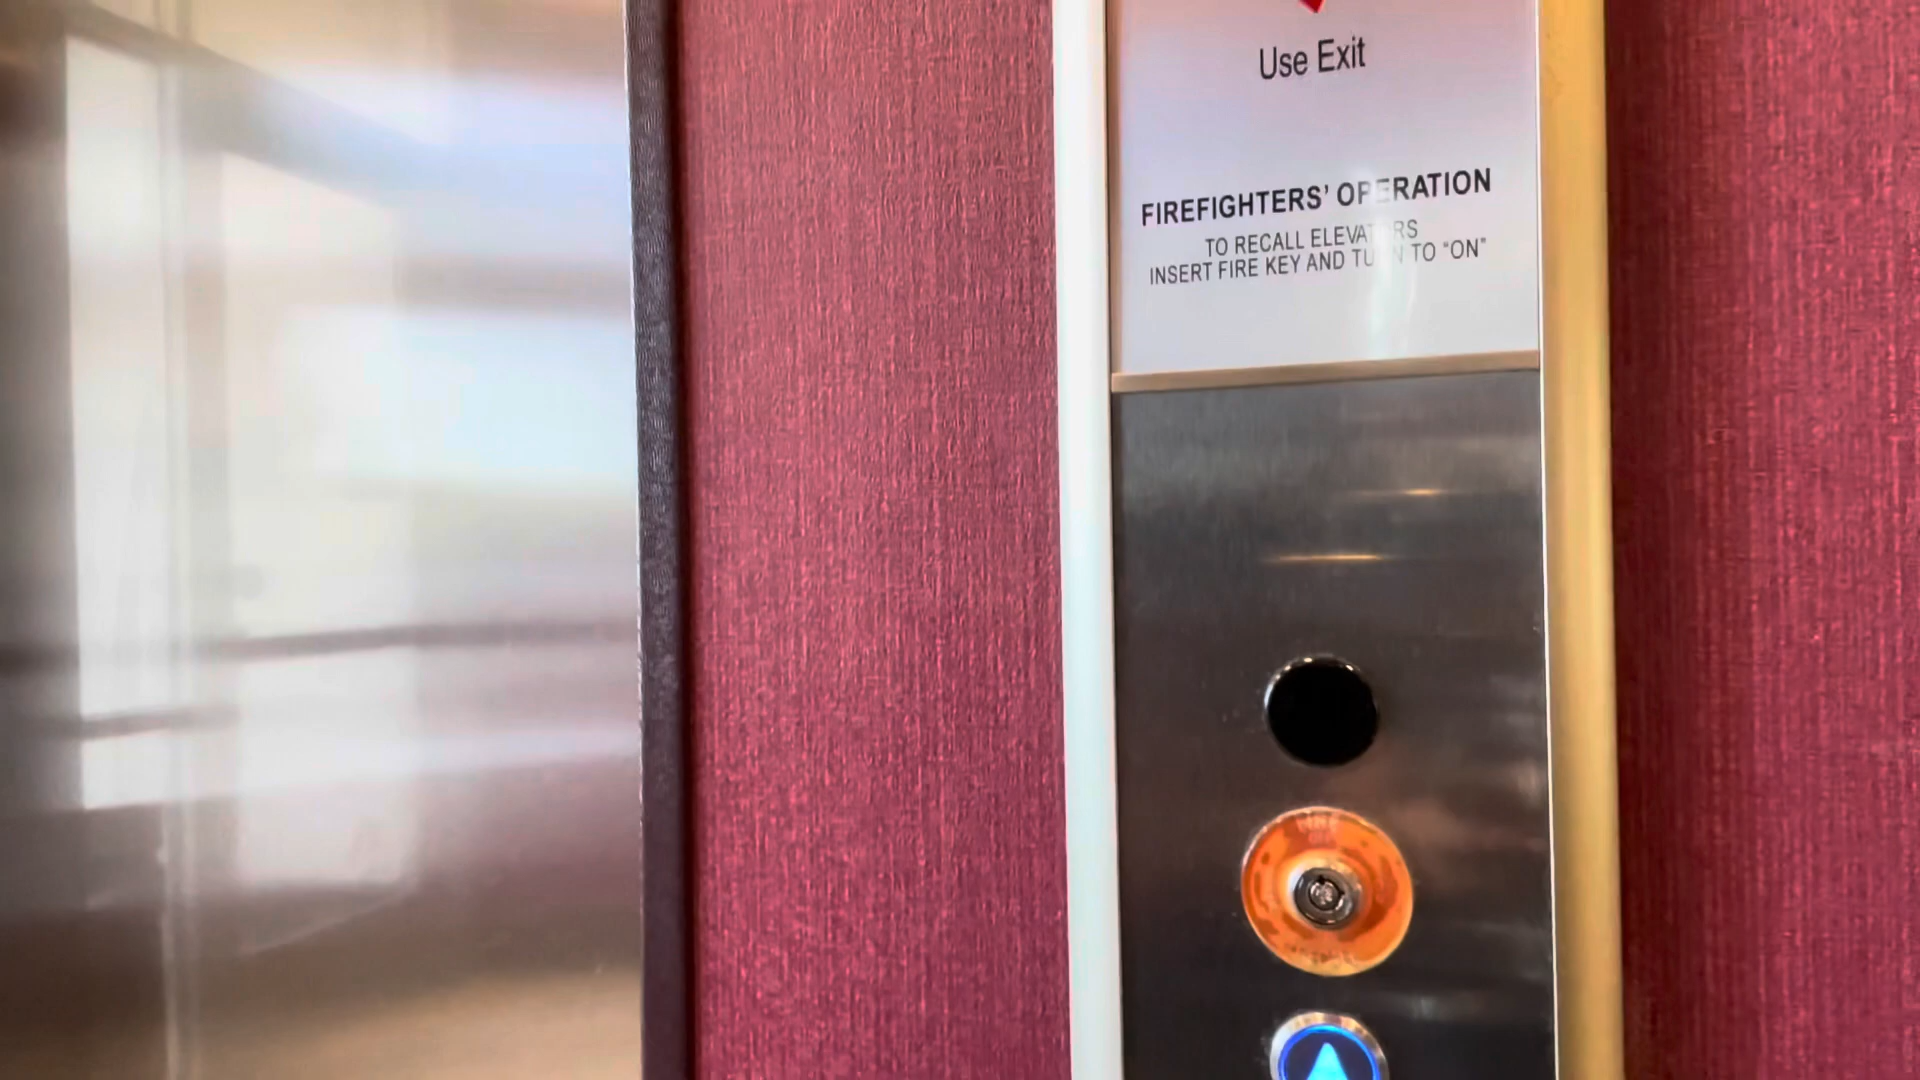 Use Exit
FIREFIGHTERS’ OPERATION
TO RECALL ELEVATORS
INSERT FIRE KEY AND TURN TO “ON”